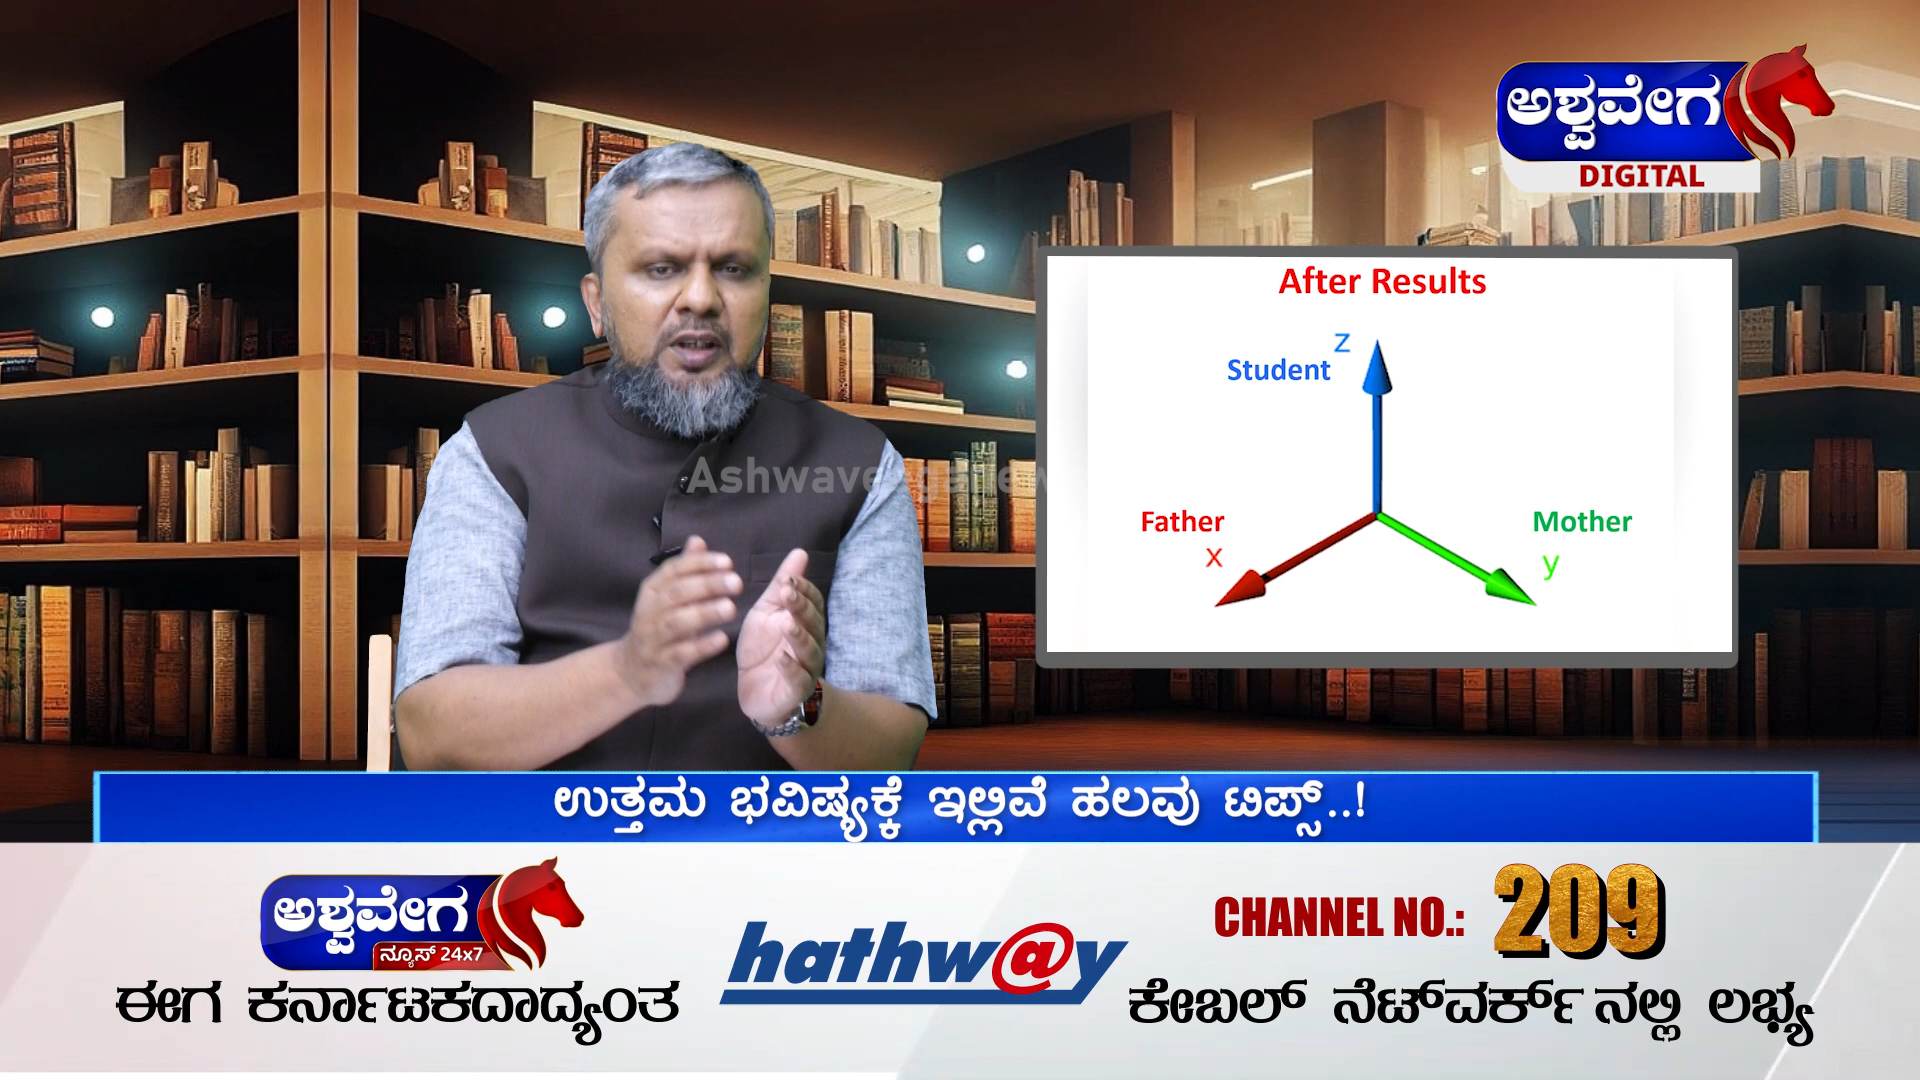 ಅಶ್ವವೇಗ
DIGITAL
After Results
z
Student
Father
x
Mother
y
ಉತ್ತಮ ಭವಿಷ್ಯಕ್ಕೆ ಇಲ್ಲಿವೆ ಹಲವು ಟಿಪ್ಸ್..!
ಅಶ್ವವೇಗ
ನ್ಯೂಸ್ 24x7
ಈಗ ಕರ್ನಾಟಕದಾದ್ಯಂತ
hathw@y
CHANNEL NO.: 209
ಕೇಬಲ್ ನೆಟ್‌ವರ್ಕ್ ನಲ್ಲಿ ಲಭ್ಯ